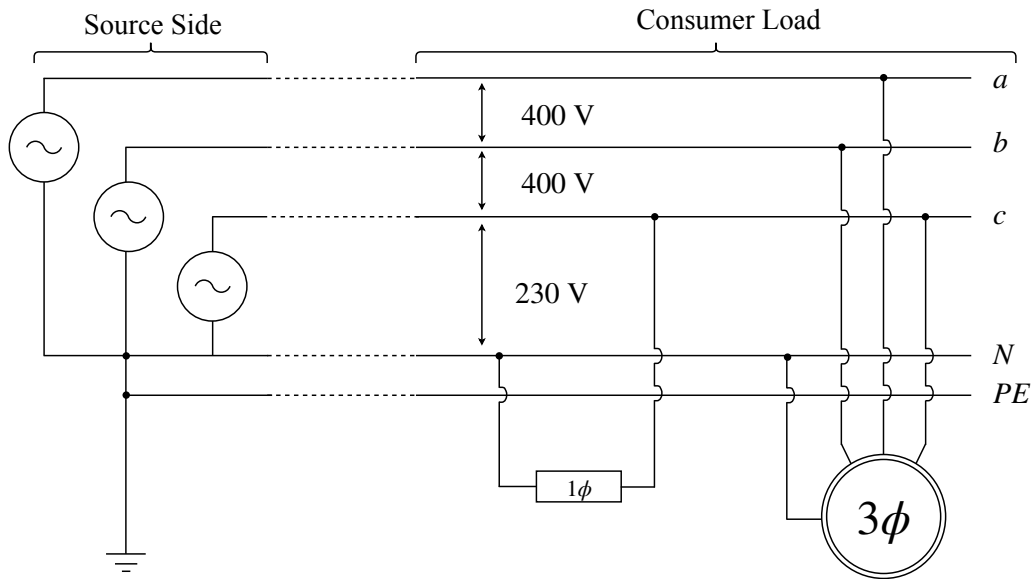 Source Side
Consumer Load
a
400 V
b
400 V
c
230 V
N
PE
1ϕ
3ϕ